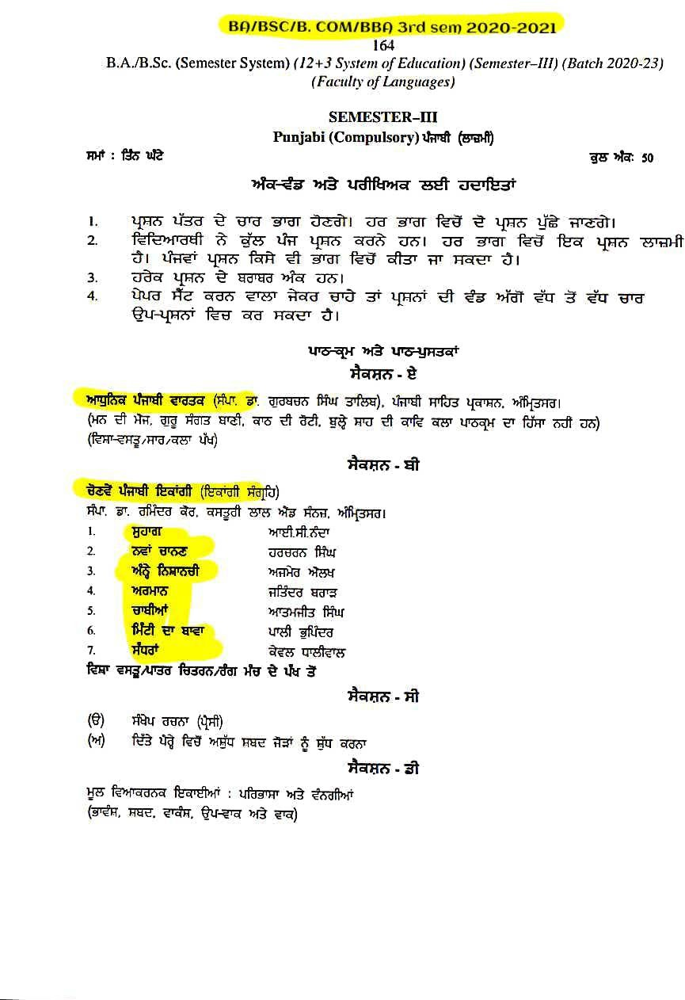 BA/BSC/B. COM/BBA 3rd sem 2020-2021
164
B.A./B.Sc. (Semester System) (12+3 System of Education) (Semester–III) (Batch 2020-23)
(Faculty of Languages)
SEMESTER–III
Punjabi (Compulsory) ਪੰਜਾਬੀ (ਲਾਜ਼ਮੀ)
ਸਮਾਂ : ਤਿੰਨ ਘੰਟੇ ਕੁਲ ਅੰਕ: 50
ਅੰਕ-ਵੰਡ ਅਤੇ ਪਰੀਖਿਅਕ ਲਈ ਹਦਾਇਤਾਂ
1. ਪ੍ਰਸ਼ਨ ਪੱਤਰ ਦੇ ਚਾਰ ਭਾਗ ਹੋਣਗੇ। ਹਰ ਭਾਗ ਵਿਚੋਂ ਦੋ ਪ੍ਰਸ਼ਨ ਪੁੱਛੇ ਜਾਣਗੇ।
2. ਵਿਦਿਆਰਥੀ ਨੇ ਕੁੱਲ ਪੰਜ ਪ੍ਰਸ਼ਨ ਕਰਨੇ ਹਨ। ਹਰ ਭਾਗ ਵਿਚੋਂ ਇਕ ਪ੍ਰਸ਼ਨ ਲਾਜ਼ਮੀ
ਹੈ। ਪੰਜਵਾਂ ਪ੍ਰਸ਼ਨ ਕਿਸੇ ਵੀ ਭਾਗ ਵਿਚੋਂ ਕੀਤਾ ਜਾ ਸਕਦਾ ਹੈ।
3. ਹਰੇਕ ਪ੍ਰਸ਼ਨ ਦੇ ਬਰਾਬਰ ਅੰਕ ਹਨ।
4. ਪੇਪਰ ਸੈੱਟ ਕਰਨ ਵਾਲਾ ਜੇਕਰ ਚਾਹੇ ਤਾਂ ਪ੍ਰਸ਼ਨਾਂ ਦੀ ਵੰਡ ਅੱਗੋਂ ਵੱਧ ਤੋਂ ਵੱਧ ਚਾਰ
ਉਪ-ਪ੍ਰਸ਼ਨਾਂ ਵਿਚ ਕਰ ਸਕਦਾ ਹੈ।
ਪਾਠ-ਕ੍ਰਮ ਅਤੇ ਪਾਠ-ਪੁਸਤਕਾਂ
ਸੈਕਸ਼ਨ - ਏ
ਆਧੁਨਿਕ ਪੰਜਾਬੀ ਵਾਰਤਕ (ਸੰਪਾ. ਡਾ. ਗੁਰਬਚਨ ਸਿੰਘ ਤਾਲਿਬ), ਪੰਜਾਬੀ ਸਾਹਿਤ ਪ੍ਰਕਾਸ਼ਨ, ਅੰਮ੍ਰਿਤਸਰ।
(ਮਨ ਦੀ ਮੌਜ, ਗੁਰੂ ਸੰਗਤ ਬਾਣੀ, ਕਾਠ ਦੀ ਰੋਟੀ, ਬੁਲ੍ਹੇ ਸ਼ਾਹ ਦੀ ਕਾਵਿ ਕਲਾ ਪਾਠਕ੍ਰਮ ਦਾ ਹਿੱਸਾ ਨਹੀਂ ਹਨ)
(ਵਿਸ਼ਾ-ਵਸਤੂ/ਸਾਰ/ਕਲਾ ਪੱਖ)
ਸੈਕਸ਼ਨ - ਬੀ
ਚੋਣਵੇਂ ਪੰਜਾਬੀ ਇਕਾਂਗੀ (ਇਕਾਂਗੀ ਸੰਗ੍ਰਹਿ)
ਸੰਪਾ. ਡਾ. ਰਮਿੰਦਰ ਕੌਰ, ਕਸਤੂਰੀ ਲਾਲ ਐਂਡ ਸੰਨਜ਼, ਅੰਮ੍ਰਿਤਸਰ।
1. ਸੁਹਾਗ ਆਈ.ਸੀ.ਨੰਦਾ
2. ਨਵਾਂ ਚਾਨਣ ਹਰਚਰਨ ਸਿੰਘ
3. ਅੰਨ੍ਹੇ ਨਿਸ਼ਾਨਚੀ ਅਜਮੇਰ ਔਲਖ
4. ਅਰਮਾਨ ਜਤਿੰਦਰ ਬਰਾੜ
5. ਚਾਬੀਆਂ ਆਤਮਜੀਤ ਸਿੰਘ
6. ਮਿੱਟੀ ਦਾ ਬਾਵਾ ਪਾਲੀ ਭੁਪਿੰਦਰ
7. ਸੱਧਰਾਂ ਕੇਵਲ ਧਾਲੀਵਾਲ
ਵਿਸ਼ਾ ਵਸਤੂ/ਪਾਤਰ ਚਿਤਰਨ/ਰੰਗ ਮੰਚ ਦੇ ਪੱਖ ਤੋਂ
ਸੈਕਸ਼ਨ - ਸੀ
(ੳ) ਸੰਖੇਪ ਰਚਨਾ (ਪ੍ਰੈਸੀ)
(ਅ) ਦਿੱਤੇ ਪੈਰ੍ਹੇ ਵਿਚੋਂ ਅਸ਼ੁੱਧ ਸ਼ਬਦ ਜੋੜਾਂ ਨੂੰ ਸ਼ੁੱਧ ਕਰਨਾ
ਸੈਕਸ਼ਨ - ਡੀ
ਮੂਲ ਵਿਆਕਰਨਕ ਇਕਾਈਆਂ : ਪਰਿਭਾਸ਼ਾ ਅਤੇ ਵੰਨਗੀਆਂ
(ਭਾਵੰਸ਼, ਸ਼ਬਦ, ਵਾਕੰਸ਼, ਉਪ-ਵਾਕ ਅਤੇ ਵਾਕ)